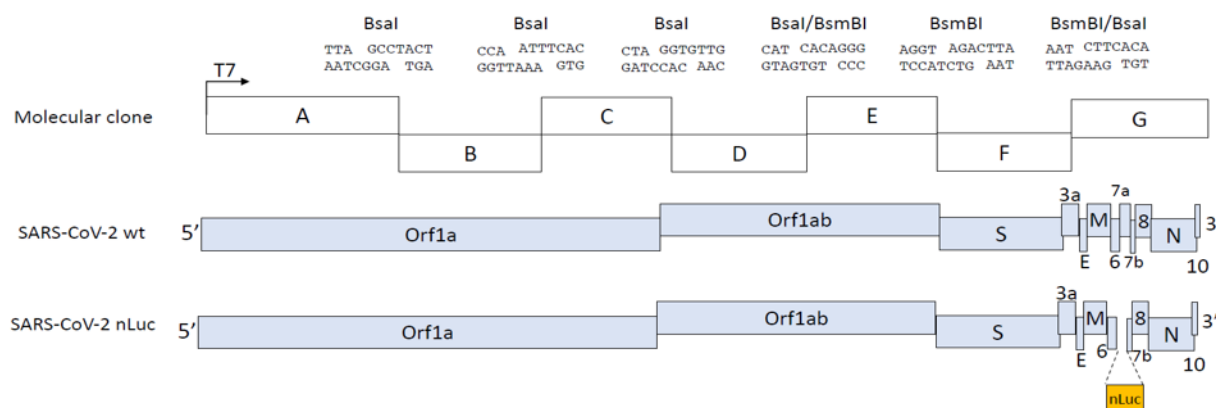 BsaI BsaI BsaI BsaI/BsmBI BsmBI BsmBI/BsaI
TTA GCCTACT CCA ATTTCAC CTA GGTGTTG CAT CACAGGG AGGT AGACTTA AAT CTTCACA
AATCGGA TGA GGTTAAA GTG GATCCAC AAC GTAGTGT CCC TCCATCTG AAT TTAGAAG TGT
T7
Molecular clone A C E G
B D F
7a
3a
SARS-CoV-2 wt 5′ Orf1a Orf1ab S M 8 N 3
E 6 7b 10
3a
SARS-CoV-2 nLuc 5′ Orf1a Orf1ab S M 8 N 3′
E 6 7b 10
nLuc